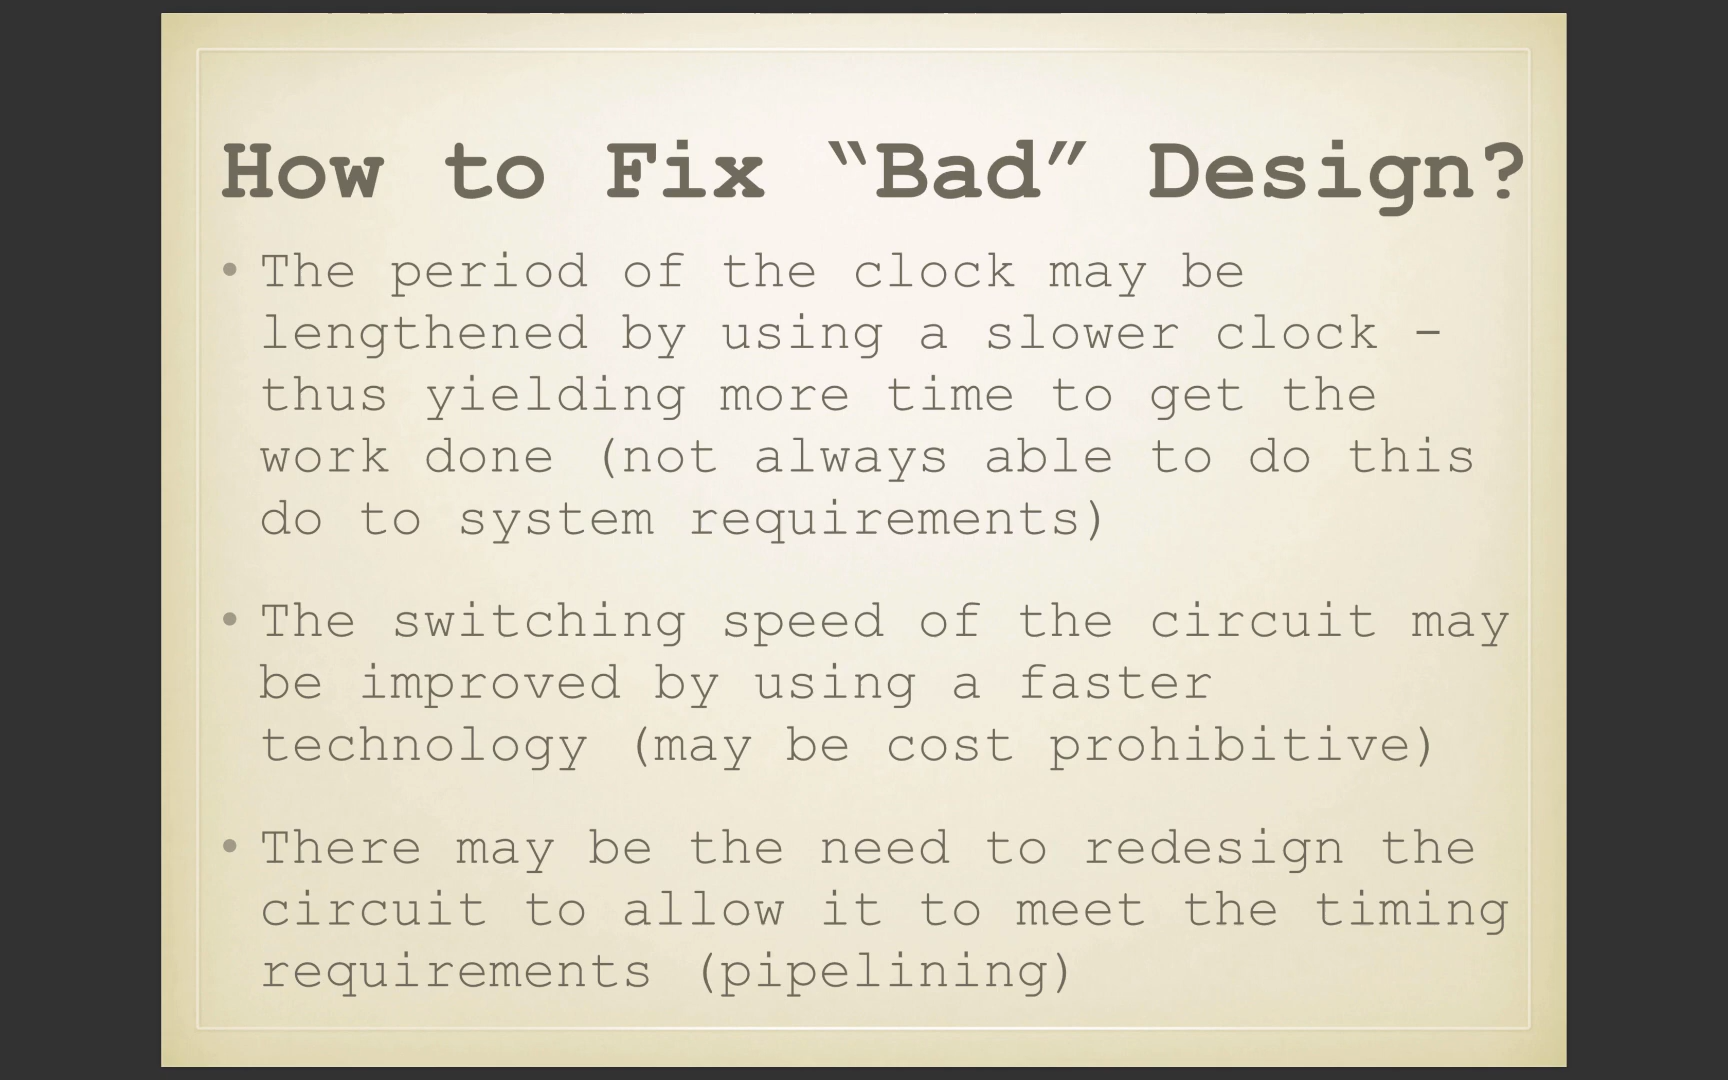 How to Fix “Bad” Design?
• The period of the clock may be
lengthened by using a slower clock –
thus yielding more time to get the
work done (not always able to do this
do to system requirements)
• The switching speed of the circuit may
be improved by using a faster
technology (may be cost prohibitive)
• There may be the need to redesign the
circuit to allow it to meet the timing
requirements (pipelining)